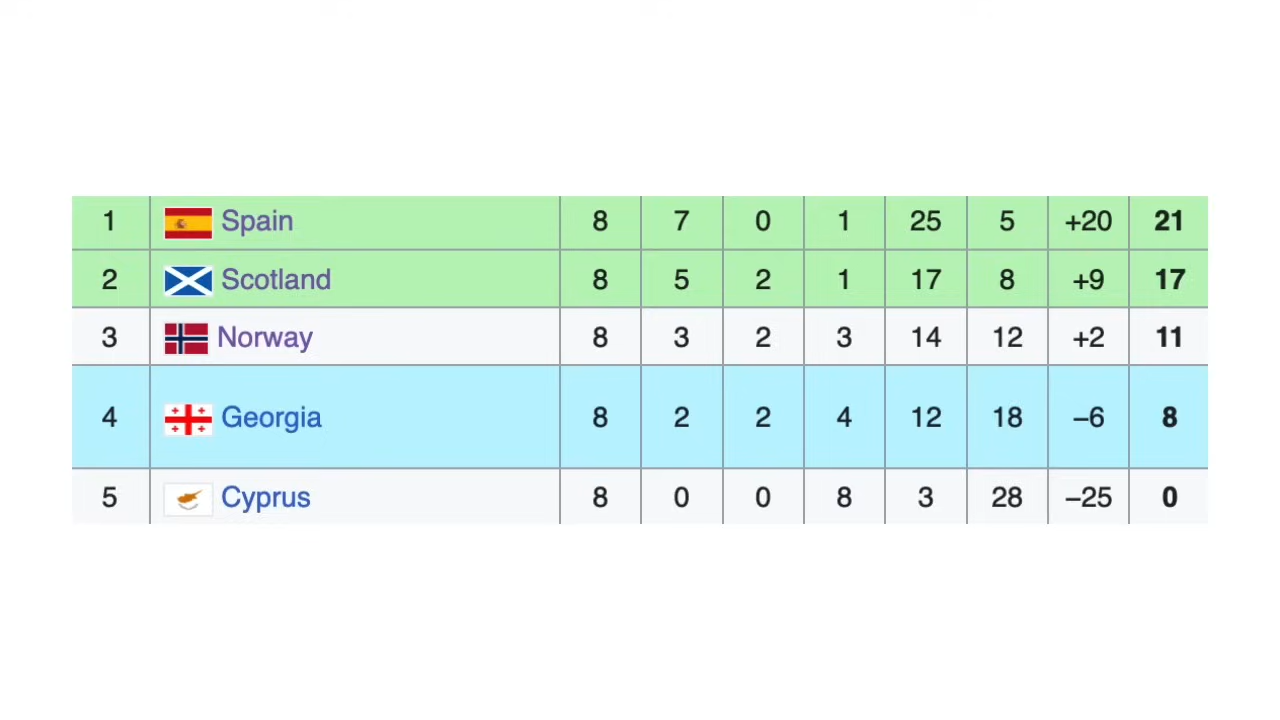 1 Spain 8 7 0 1 25 5 +20 21
2 Scotland 8 5 2 1 17 8 +9 17
3 Norway 8 3 2 3 14 12 +2 11
4 Georgia 8 2 2 4 12 18 −6 8
5 Cyprus 8 0 0 8 3 28 −25 0